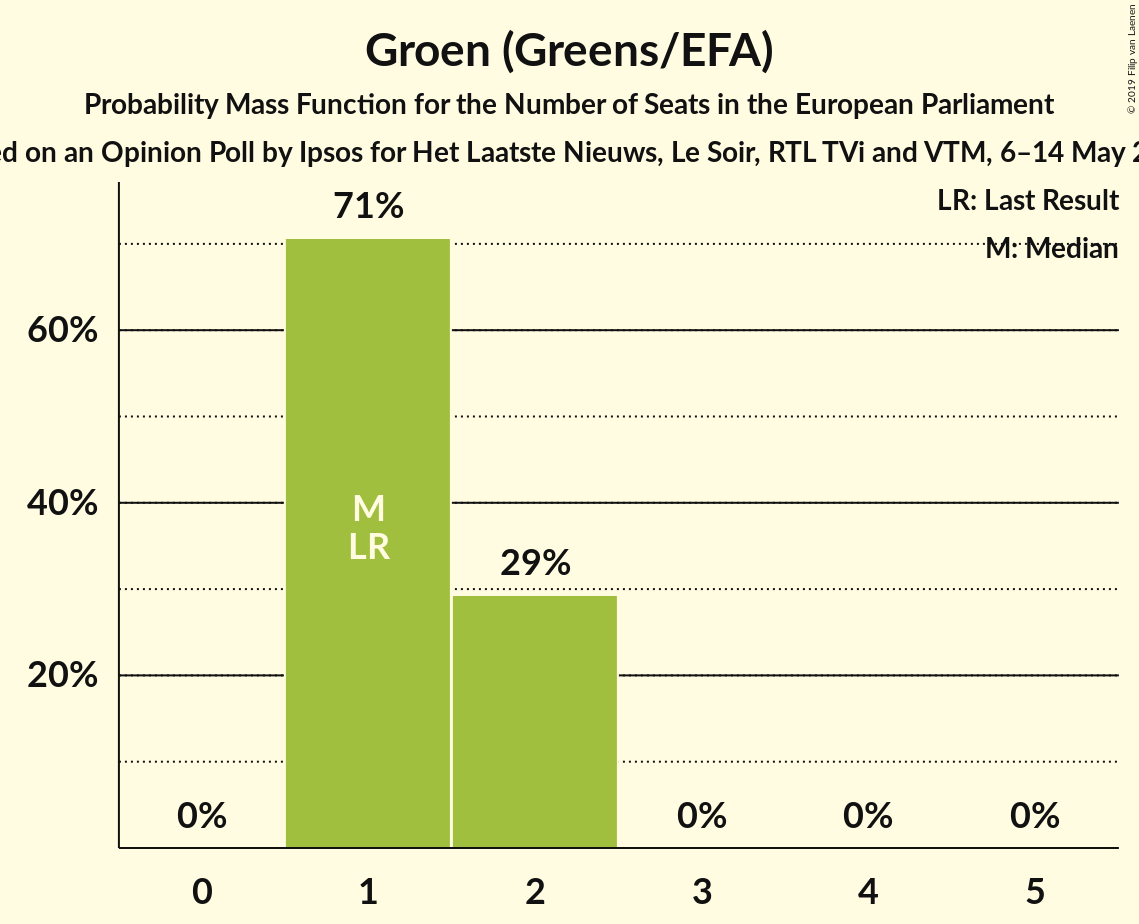 Groen (Greens/EFA)
Probability Mass Function for the Number of Seats in the European Parliament
on an Opinion Poll by Ipsos for Het Laatste Nieuws, Le Soir, RTL TVi and VTM, 6–14 May
© 2019 Filip van Laenen
LR: Last Result
M: Median
71%
60%
40%
20%
M
LR
29%
0%
0%
0%
0%
0 1 2 3 4 5